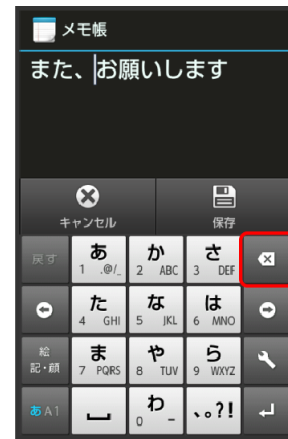 メモ帳
また、お願いします
キャンセル
保存
戻す
あ
1 .@/_
か
2 ABC
さ
3 DEF
た
4 GHI
な
5 JKL
は
6 MNO
絵
記・顔
ま
7 PQRS
や
8 TUV
ら
9 WXYZ
あA1
わ
0 -
、。?!